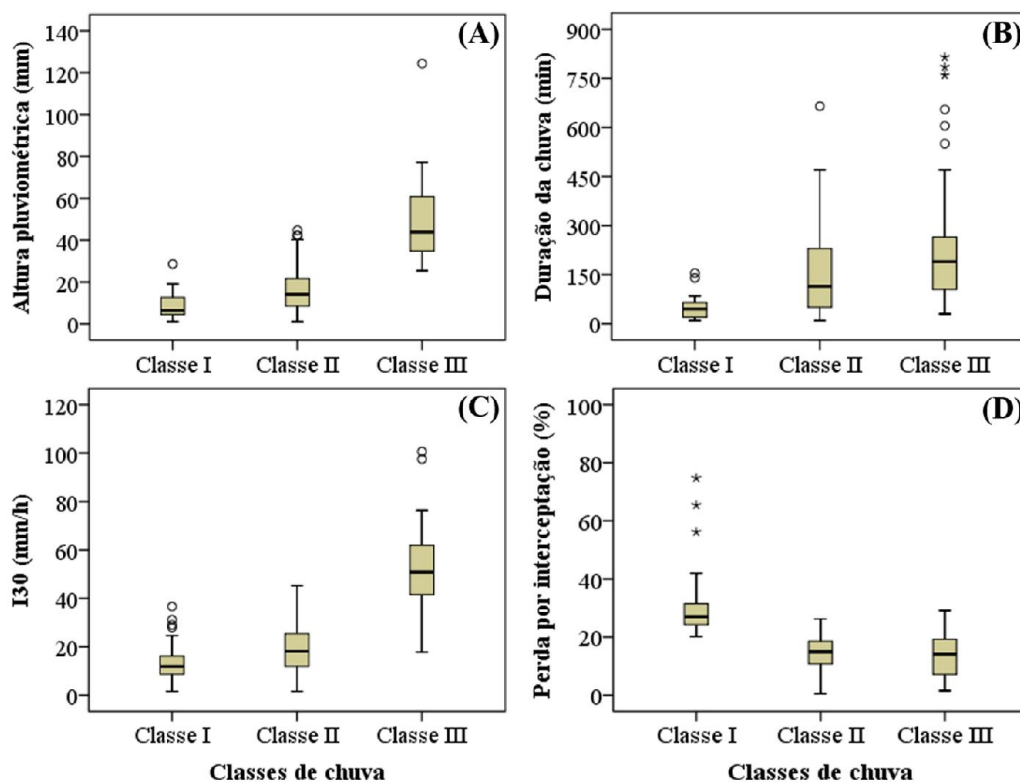 (A)
Altura pluviométrica (mm)
140
120
100
80
60
40
20
0
Classe I Classe II Classe III
(B)
Duração da chuva (min)
900
750
600
450
300
150
0
Classe I Classe II Classe III
(C)
I30 (mm/h)
120
100
80
60
40
20
0
Classe I Classe II Classe III
Classes de chuva
(D)
Perda por interceptação (%)
100
80
60
40
20
0
Classe I Classe II Classe III
Classes de chuva